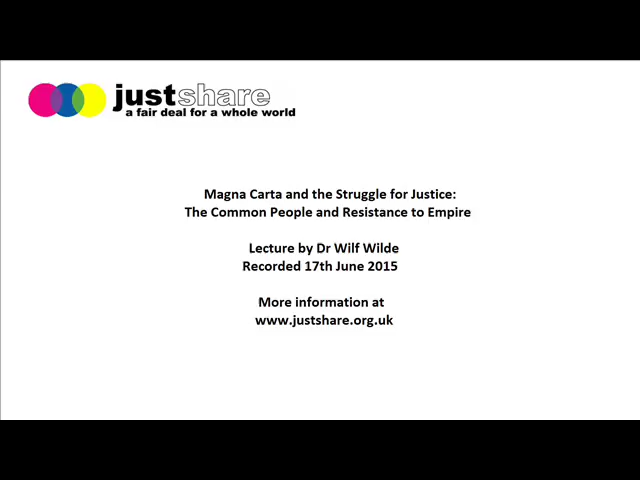 justshare
a fair deal for a whole world
Magna Carta and the Struggle for Justice:
The Common People and Resistance to Empire
Lecture by Dr Wilf Wilde
Recorded 17th June 2015
More information at
www.justshare.org.uk